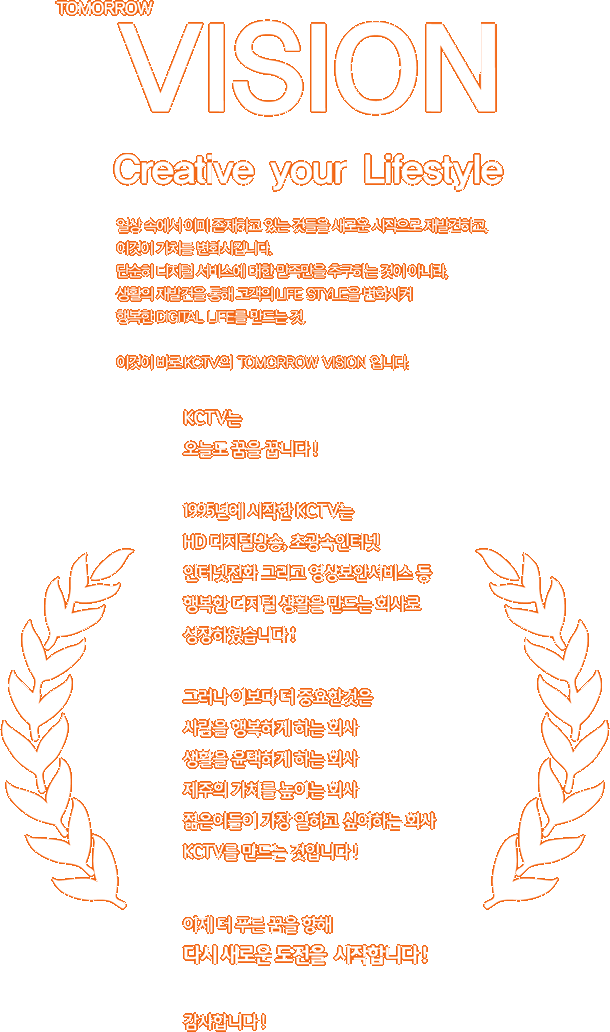 TOMORROW
VISION
Creative your Lifestyle
일상 속에서 이미 존재하고 있는 것들을 새로운 시작으로 재발견하고,
이것이 가치를 변화시킵니다.
단순히 디지털 서비스에 대한 만족만을 추구하는 것이 아니라,
생활의 재발견을 통해 고객의 LIFE STYLE을 변화시켜
행복한 DIGITAL LIFE를 만드는 것,
이것이 바로 KCTV의 TOMORROW VISION 입니다.
KCTV는
오늘도 꿈을 꿉니다 !
1995년에 시작한 KCTV는
HD 디지털방송, 초광속인터넷
인터넷전화 그리고 영상보안서비스 등
행복한 디지털 생활을 만드는 회사로
성장하였습니다 !
그러나 이보다 더 중요한것은
사람을 행복하게 하는 회사
생활을 윤택하게 하는 회사
제주의 가치를 높이는 회사
젊은이들이 가장 일하고 싶어하는 회사
KCTV를 만드는 것입니다 !
이제 더 푸른 꿈을 향해
다시 새로운 도전을 시작합니다 !
감사합니다 !